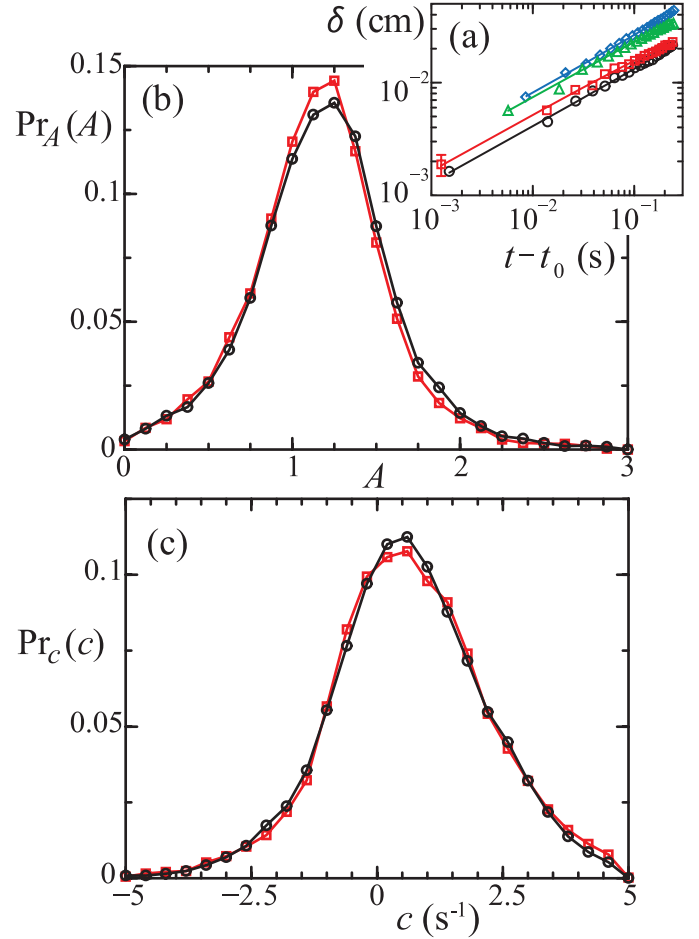 δ (cm)
(a)
10⁻²
10⁻³
10⁻³ 10⁻² 10⁻¹
t − t₀ (s)
0.15
(b)
Pr_A(A)
0.1
0.05
0
0 1 2 3
A
(c)
0.1
Pr_c(c)
0.05
0
−5 −2.5 0 2.5 5
c (s⁻¹)